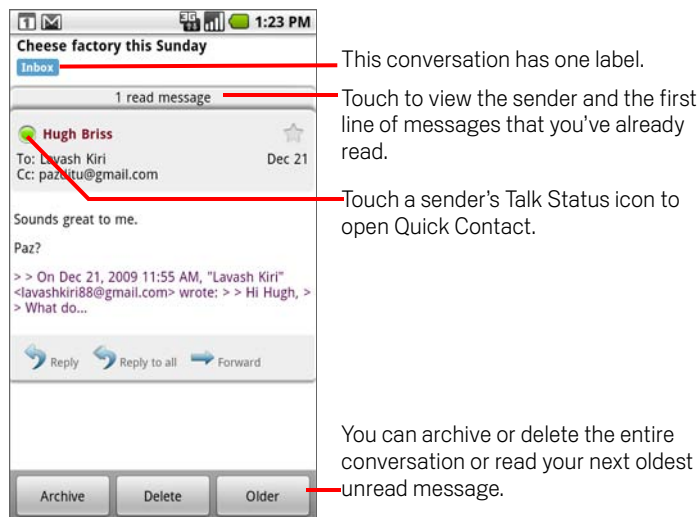 1
3G
1:23 PM
Cheese factory this Sunday
Inbox
This conversation has one label.
1 read message
Touch to view the sender and the first
line of messages that you've already
read.
Hugh Briss
To: Lavash Kiri
Dec 21
Cc: pazditu@gmail.com
Touch a sender's Talk Status icon to
open Quick Contact.
Sounds great to me.
Paz?
> > On Dec 21, 2009 11:55 AM, "Lavash Kiri"
<lavashkiri88@gmail.com> wrote: > > Hi Hugh, >
> What do...
Reply
Reply to all
Forward
You can archive or delete the entire
conversation or read your next oldest
unread message.
Archive
Delete
Older